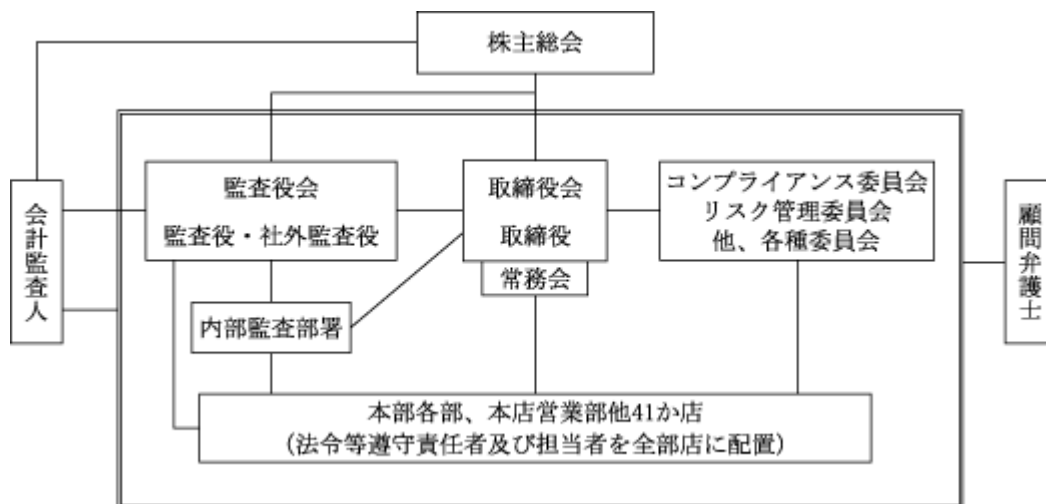 株主総会
監査役会
監査役・社外監査役
取締役会
取締役
常務会
コンプライアンス委員会
リスク管理委員会
他、各種委員会
会計監査人
顧問弁護士
内部監査部署
本部各部、本店営業部他41か店
(法令等遵守責任者及び担当者を全部店に配置)